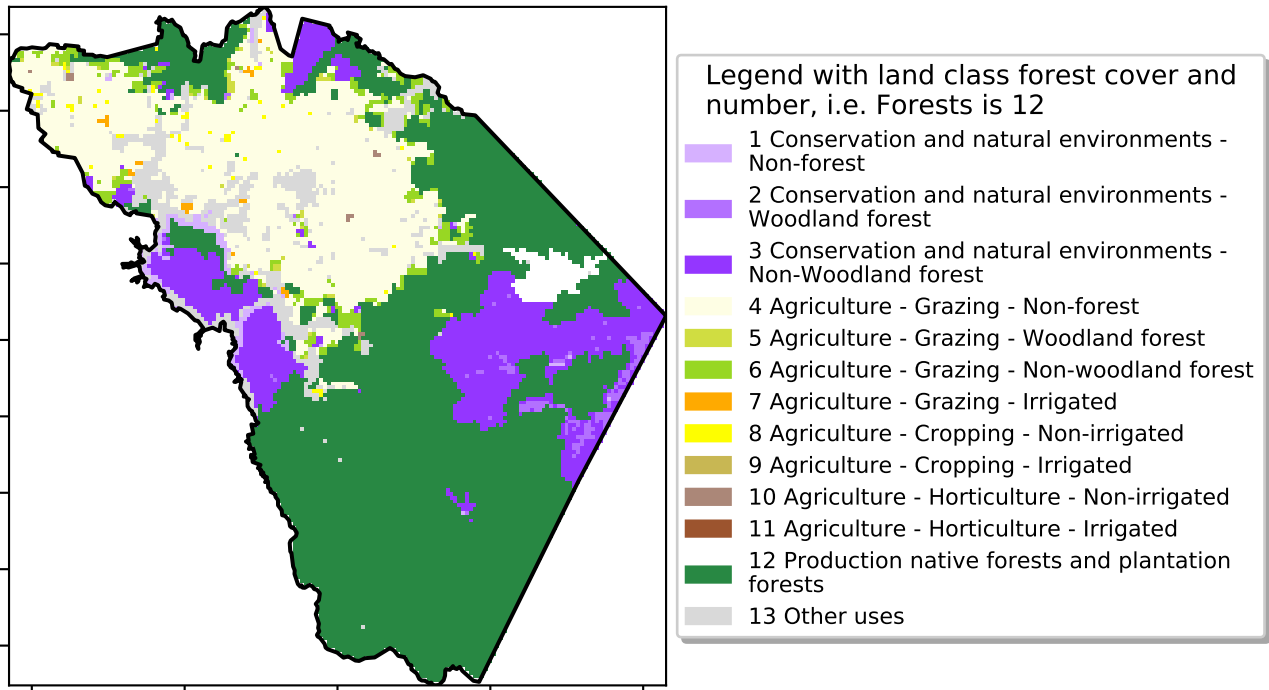 Legend with land class forest cover and
number, i.e. Forests is 12
1 Conservation and natural environments -
Non-forest
2 Conservation and natural environments -
Woodland forest
3 Conservation and natural environments -
Non-Woodland forest
4 Agriculture - Grazing - Non-forest
5 Agriculture - Grazing - Woodland forest
6 Agriculture - Grazing - Non-woodland forest
7 Agriculture - Grazing - Irrigated
8 Agriculture - Cropping - Non-irrigated
9 Agriculture - Cropping - Irrigated
10 Agriculture - Horticulture - Non-irrigated
11 Agriculture - Horticulture - Irrigated
12 Production native forests and plantation
forests
13 Other uses